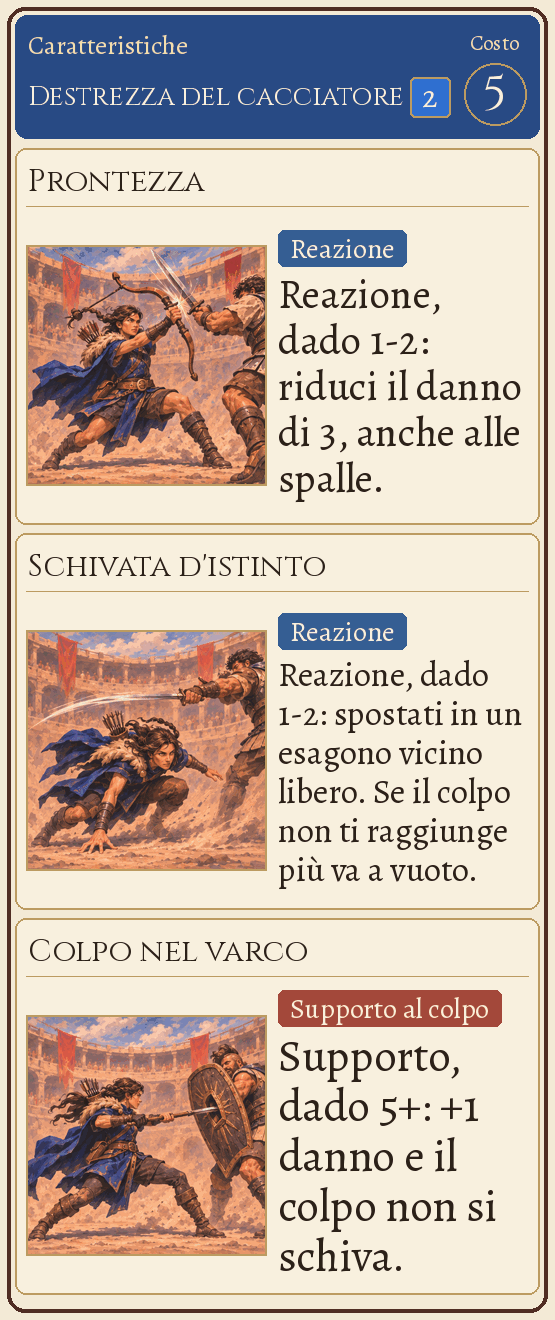 Caratteristiche
Costo
Destrezza del cacciatore 2 5
Prontezza
Reazione
Reazione,
dado 1-2:
riduci il danno
di 3, anche alle
spalle.
Schivata d'istinto
Reazione
Reazione, dado
1-2: spostati in un
esagono vicino
libero. Se il colpo
non ti raggiunge
più va a vuoto.
Colpo nel varco
Supporto al colpo
Supporto,
dado 5+: +1
danno e il
colpo non si
schiva.